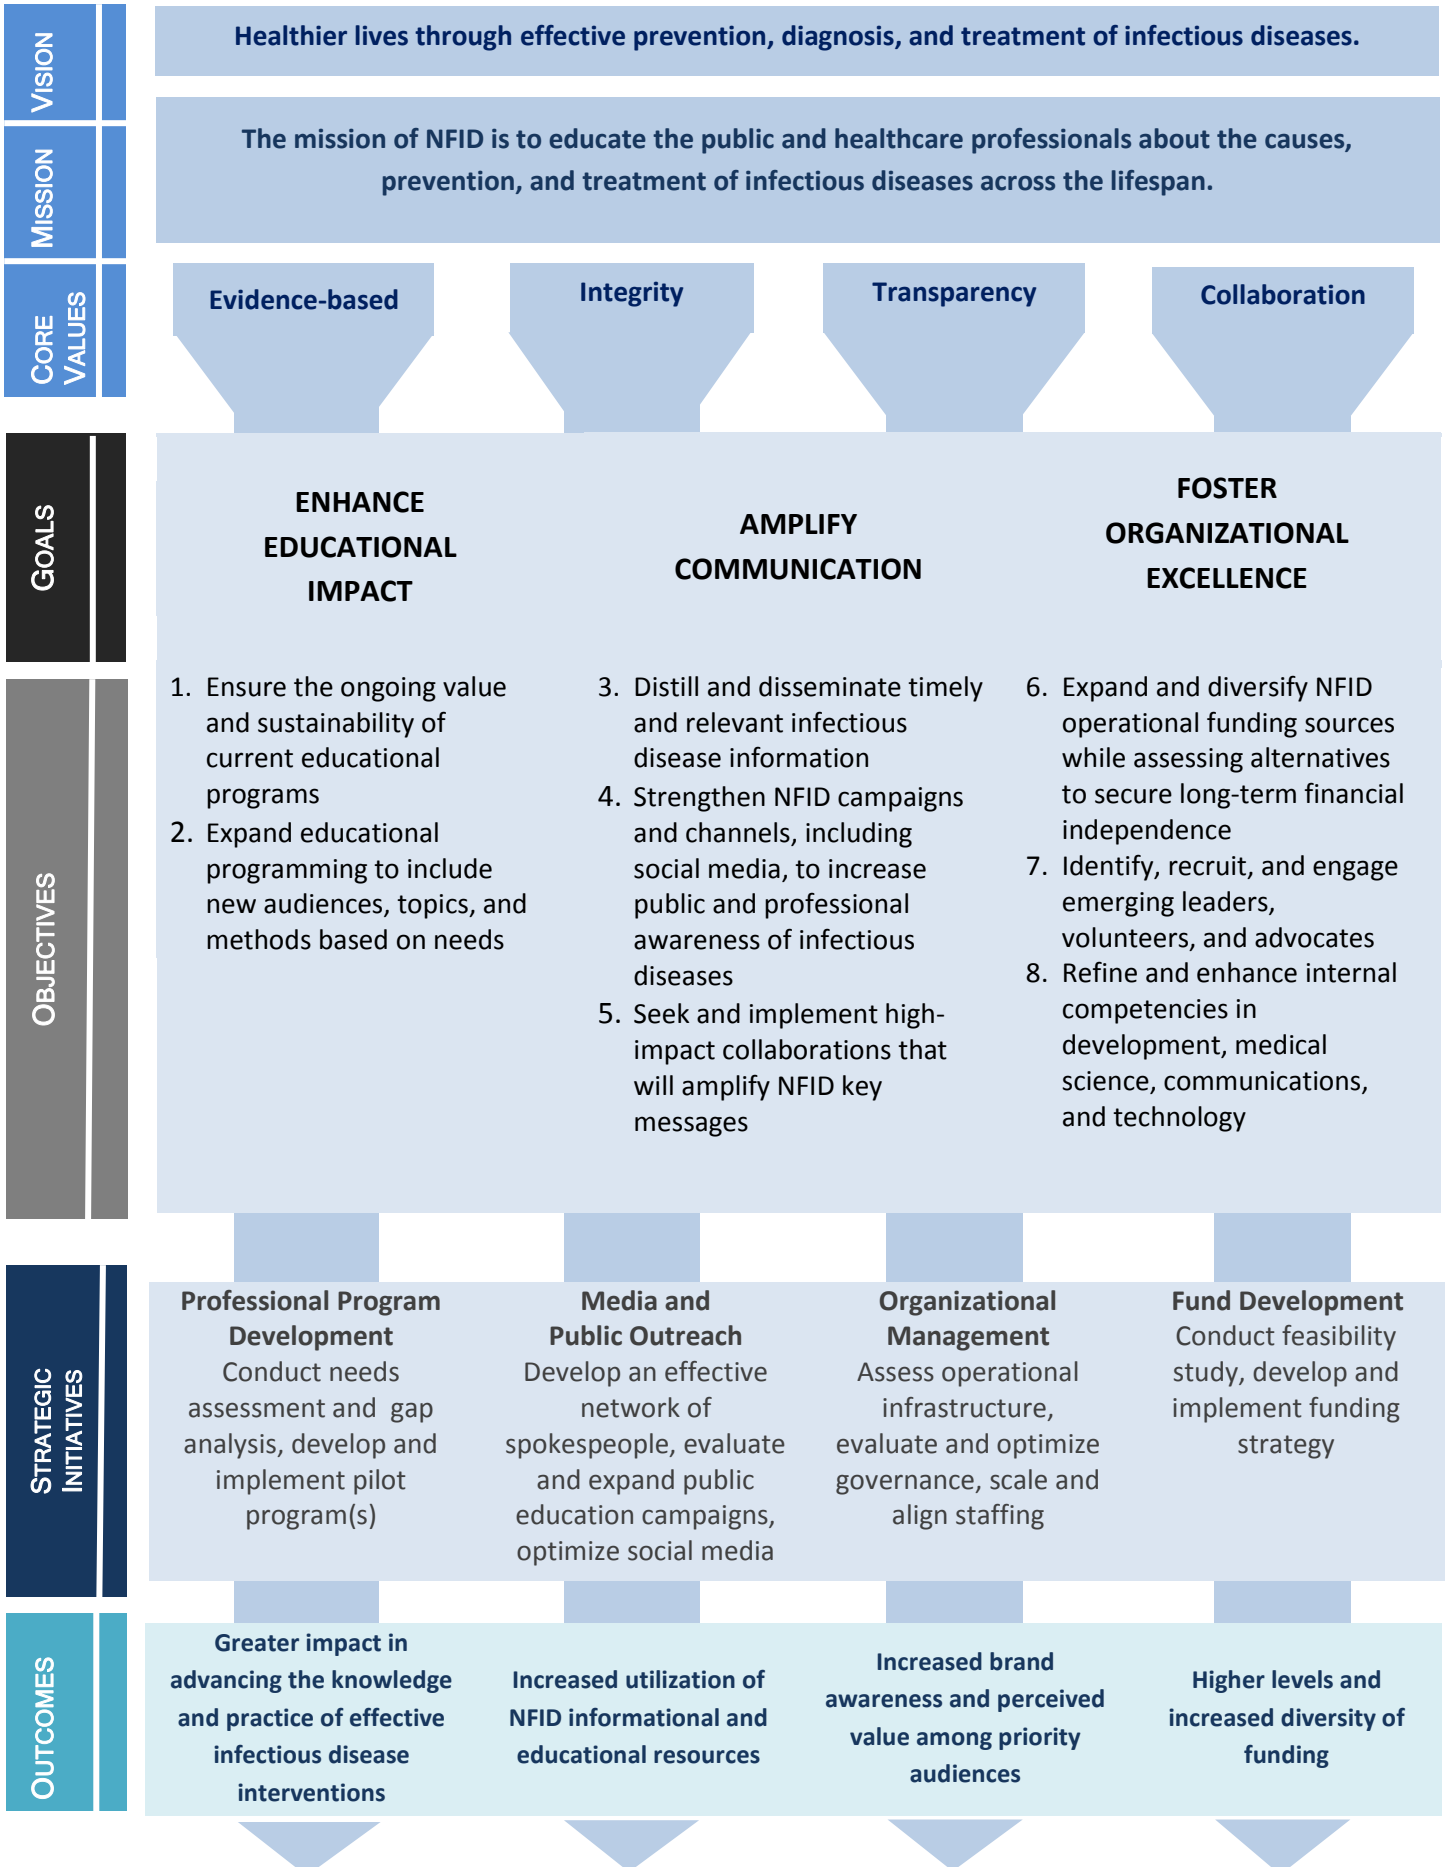 VISION
Healthier lives through effective prevention, diagnosis, and treatment of infectious diseases.
MISSION
The mission of NFID is to educate the public and healthcare professionals about the causes,
prevention, and treatment of infectious diseases across the lifespan.
CORE
VALUES
Evidence-based
Integrity
Transparency
Collaboration
GOALS
ENHANCE
EDUCATIONAL
IMPACT
AMPLIFY
COMMUNICATION
FOSTER
ORGANIZATIONAL
EXCELLENCE
OBJECTIVES
1. Ensure the ongoing value
and sustainability of
current educational
programs
2. Expand educational
programming to include
new audiences, topics, and
methods based on needs
3. Distill and disseminate timely
and relevant infectious
disease information
4. Strengthen NFID campaigns
and channels, including
social media, to increase
public and professional
awareness of infectious
diseases
5. Seek and implement high-
impact collaborations that
will amplify NFID key
messages
6. Expand and diversify NFID
operational funding sources
while assessing alternatives
to secure long-term financial
independence
7. Identify, recruit, and engage
emerging leaders,
volunteers, and advocates
8. Refine and enhance internal
competencies in
development, medical
science, communications,
and technology
STRATEGIC
INITIATIVES
Professional Program
Development
Conduct needs
assessment and gap
analysis, develop and
implement pilot
program(s)
Media and
Public Outreach
Develop an effective
network of
spokespeople, evaluate
and expand public
education campaigns,
optimize social media
Organizational
Management
Assess operational
infrastructure,
evaluate and optimize
governance, scale and
align staffing
Fund Development
Conduct feasibility
study, develop and
implement funding
strategy
OUTCOMES
Greater impact in
advancing the knowledge
and practice of effective
infectious disease
interventions
Increased utilization of
NFID informational and
educational resources
Increased brand
awareness and perceived
value among priority
audiences
Higher levels and
increased diversity of
funding